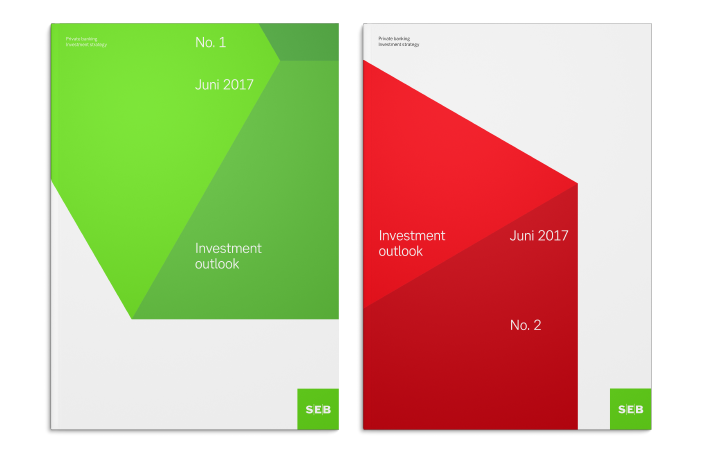 Private banking
Investment strategy
No. 1
Juni 2017
Investment
outlook
SEB
Private banking
Investment strategy
Investment
outlook
Juni 2017
No. 2
SEB